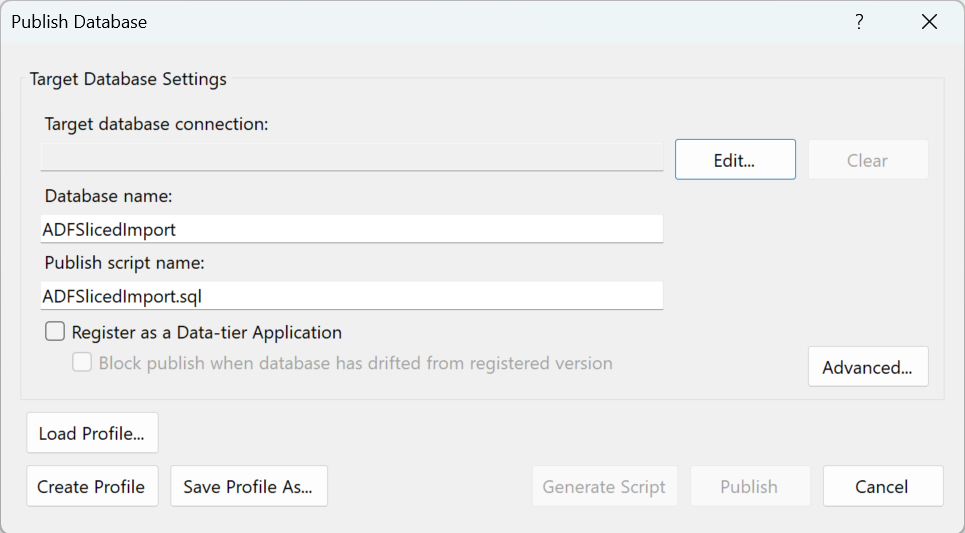 Publish Database ?
Target Database Settings
Target database connection:
Edit... Clear
Database name:
ADFSlicedImport
Publish script name:
ADFSlicedImport.sql
Register as a Data-tier Application
Block publish when database has drifted from registered version
Advanced...
Load Profile...
Create Profile Save Profile As... Generate Script Publish Cancel